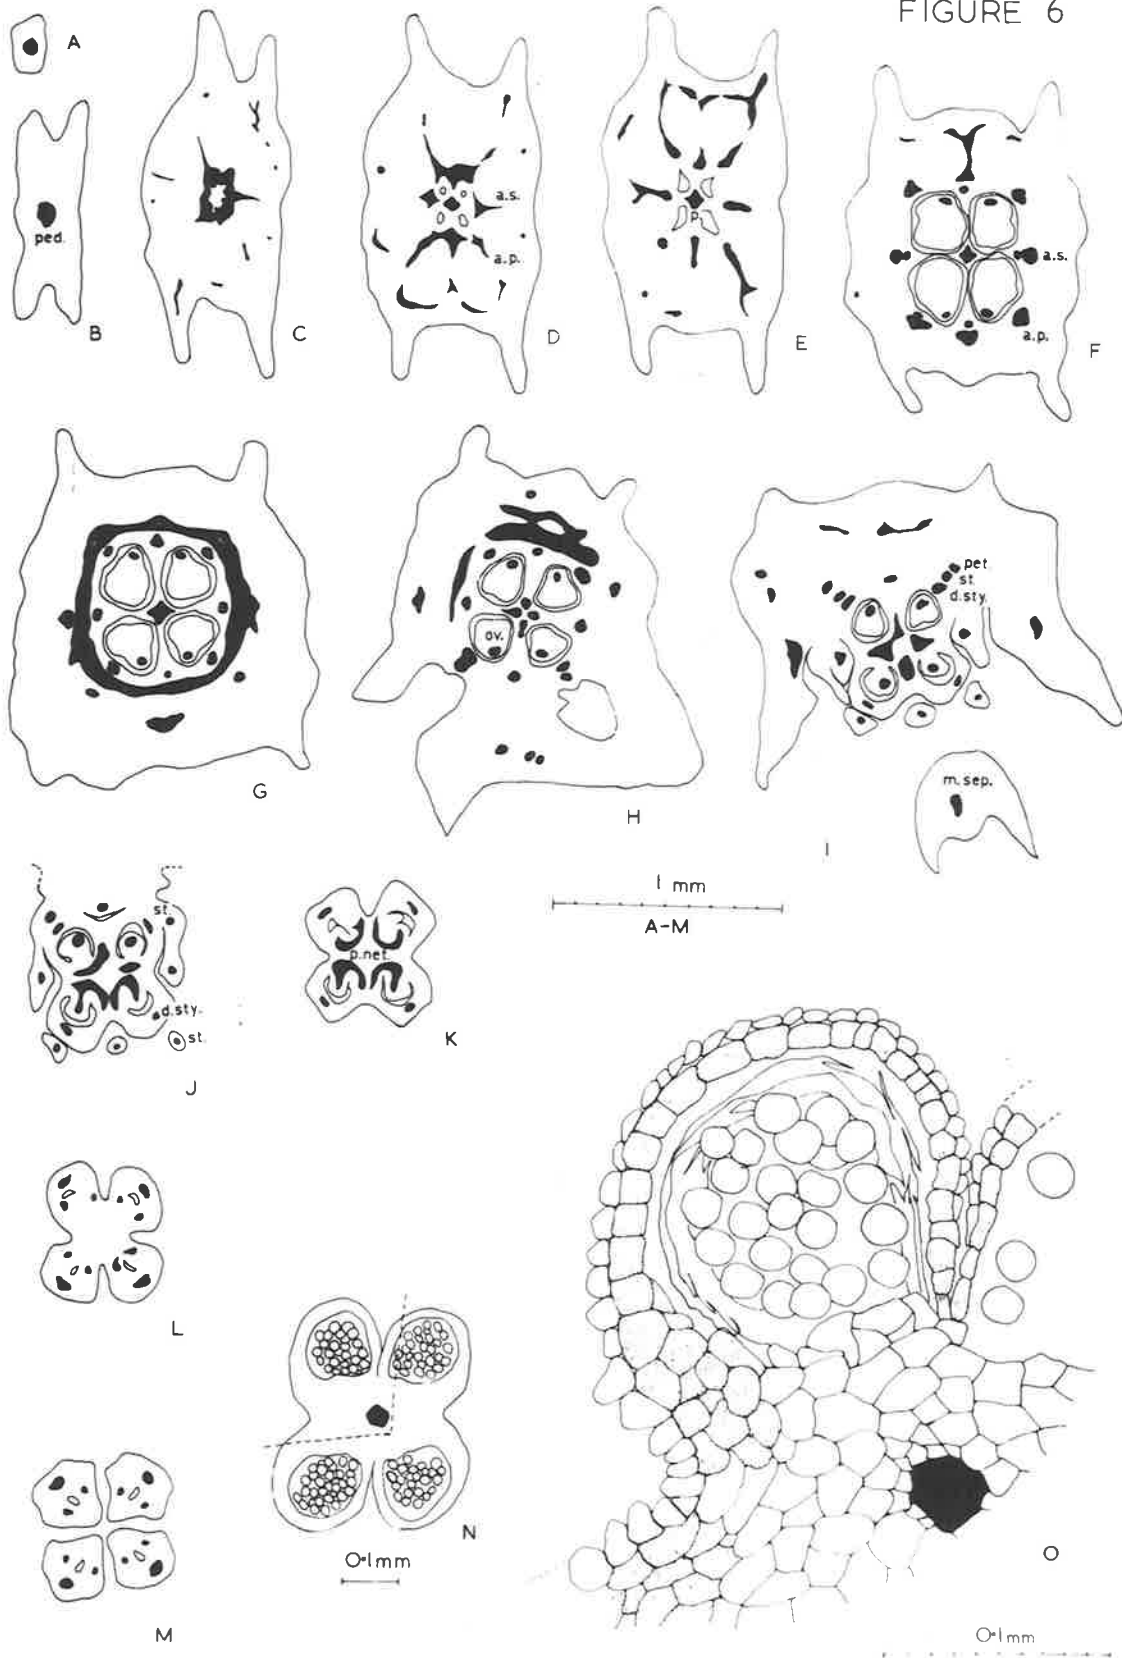 FIGURE 6
A
ped.
B
C
a.s.
a.p.
D
p.
E
a.s.
a.p.
F
G
ov.
H
pet.
st.
d.sty.
m.sep.
I
1 mm
A-M
st.
d.sty.
st.
J
p.net.
K
L
M
N
0·1mm
O
0·1mm